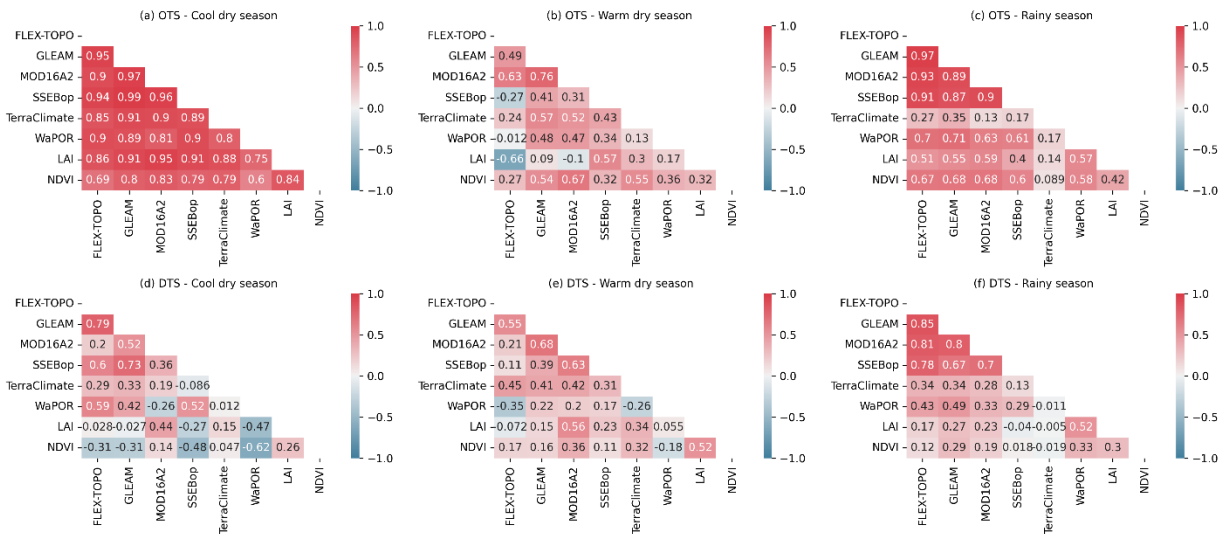 (a) OTS - Cool dry season
FLEX-TOPO
GLEAM 0.95
MOD16A2 0.9 0.97
SSEBop 0.94 0.99 0.96
TerraClimate 0.85 0.91 0.9 0.89
WaPOR 0.9 0.89 0.81 0.9 0.8
LAI 0.86 0.91 0.95 0.91 0.88 0.75
NDVI 0.69 0.8 0.83 0.79 0.79 0.6 0.84
FLEX-TOPO GLEAM MOD16A2 SSEBop TerraClimate WaPOR LAI NDVI
1.0
0.5
0.0
−0.5
−1.0
(b) OTS - Warm dry season
FLEX-TOPO
GLEAM 0.49
MOD16A2 0.63 0.76
SSEBop -0.27 0.41 0.31
TerraClimate 0.24 0.57 0.52 0.43
WaPOR -0.012 0.48 0.47 0.34 0.13
LAI -0.66 0.09 -0.1 0.57 0.3 0.17
NDVI 0.27 0.54 0.67 0.32 0.55 0.36 0.32
FLEX-TOPO GLEAM MOD16A2 SSEBop TerraClimate WaPOR LAI NDVI
1.0
0.5
0.0
−0.5
−1.0
(c) OTS - Rainy season
FLEX-TOPO
GLEAM 0.97
MOD16A2 0.93 0.89
SSEBop 0.91 0.87 0.9
TerraClimate 0.27 0.35 0.13 0.17
WaPOR 0.7 0.71 0.63 0.61 0.17
LAI 0.51 0.55 0.59 0.4 0.14 0.57
NDVI 0.67 0.68 0.68 0.6 0.089 0.58 0.42
FLEX-TOPO GLEAM MOD16A2 SSEBop TerraClimate WaPOR LAI NDVI
1.0
0.5
0.0
−0.5
−1.0
(d) DTS - Cool dry season
FLEX-TOPO
GLEAM 0.79
MOD16A2 0.2 0.52
SSEBop 0.6 0.73 0.36
TerraClimate 0.29 0.33 0.19 -0.086
WaPOR 0.59 0.42 -0.26 0.52 0.012
LAI -0.028 -0.027 0.44 -0.27 0.15 -0.47
NDVI -0.31 -0.31 0.14 -0.48 0.047 -0.62 0.26
FLEX-TOPO GLEAM MOD16A2 SSEBop TerraClimate WaPOR LAI NDVI
1.0
0.5
0.0
−0.5
−1.0
(e) DTS - Warm dry season
FLEX-TOPO
GLEAM 0.55
MOD16A2 0.21 0.68
SSEBop 0.11 0.39 0.63
TerraClimate 0.45 0.41 0.42 0.31
WaPOR -0.35 0.22 0.2 0.17 -0.26
LAI -0.072 0.15 0.56 0.23 0.34 0.055
NDVI 0.17 0.16 0.36 0.11 0.32 -0.18 0.52
FLEX-TOPO GLEAM MOD16A2 SSEBop TerraClimate WaPOR LAI NDVI
1.0
0.5
0.0
−0.5
−1.0
(f) DTS - Rainy season
FLEX-TOPO
GLEAM 0.85
MOD16A2 0.81 0.8
SSEBop 0.78 0.67 0.7
TerraClimate 0.34 0.34 0.28 0.13
WaPOR 0.43 0.49 0.33 0.29 -0.011
LAI 0.17 0.27 0.23 -0.04 -0.005 0.52
NDVI 0.12 0.29 0.19 0.018 -0.019 0.33 0.3
FLEX-TOPO GLEAM MOD16A2 SSEBop TerraClimate WaPOR LAI NDVI
1.0
0.5
0.0
−0.5
−1.0